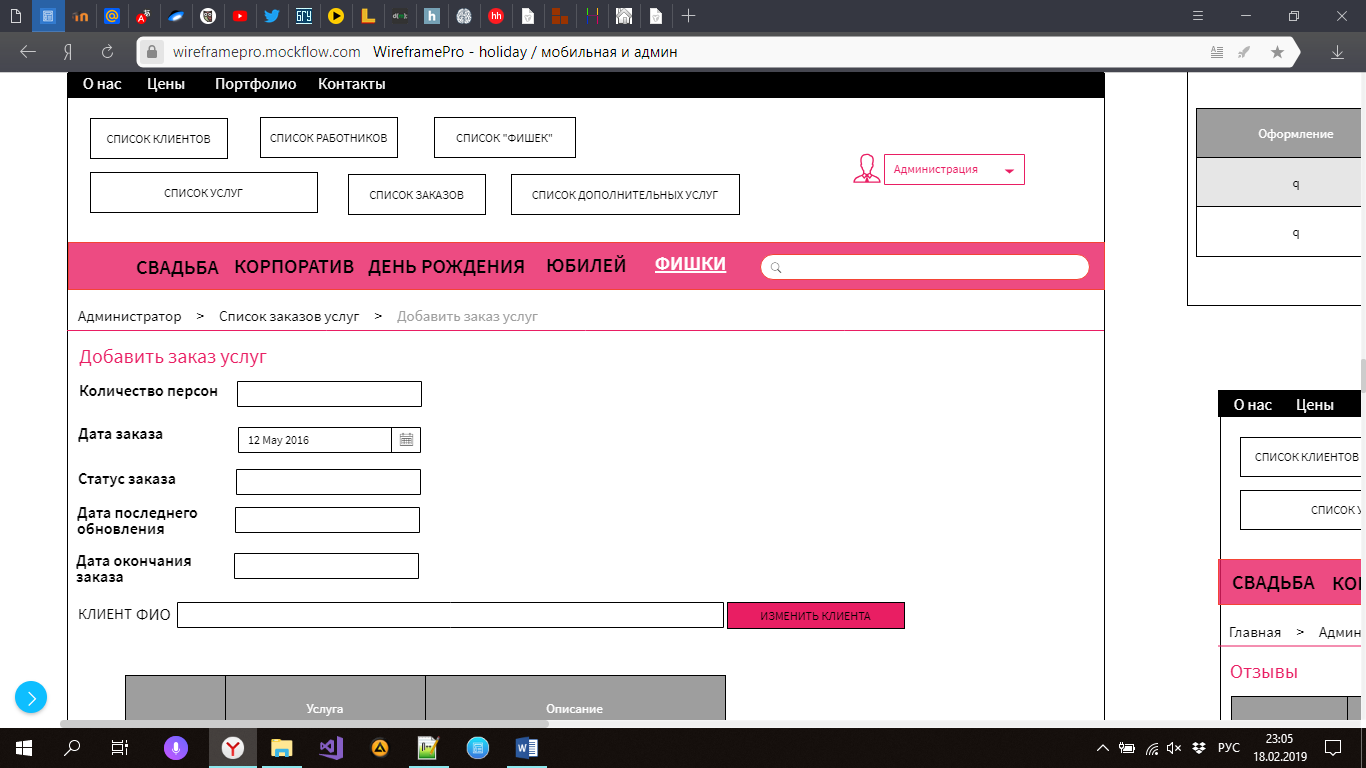 wireframepro.mockflow.com WireframePro - holiday / мобильная и админ
О нас Цены Портфолио Контакты
СПИСОК КЛИЕНТОВ СПИСОК РАБОТНИКОВ СПИСОК "ФИШЕК"
Администрация
СПИСОК УСЛУГ СПИСОК ЗАКАЗОВ СПИСОК ДОПОЛНИТЕЛЬНЫХ УСЛУГ
СВАДЬБА КОРПОРАТИВ ДЕНЬ РОЖДЕНИЯ ЮБИЛЕЙ ФИШКИ
Администратор > Список заказов услуг > Добавить заказ услуг
Добавить заказ услуг
Количество персон
Дата заказа 12 May 2016
Статус заказа
Дата последнего
обновления
Дата окончания
заказа
КЛИЕНТ ФИО ИЗМЕНИТЬ КЛИЕНТА
Услуга Описание
Оформление
q
q
О нас Цены
СПИСОК КЛИЕНТОВ
СПИСОК У
СВАДЬБА КО
Главная > Админ
Отзывы
РУС
23:05
18.02.2019